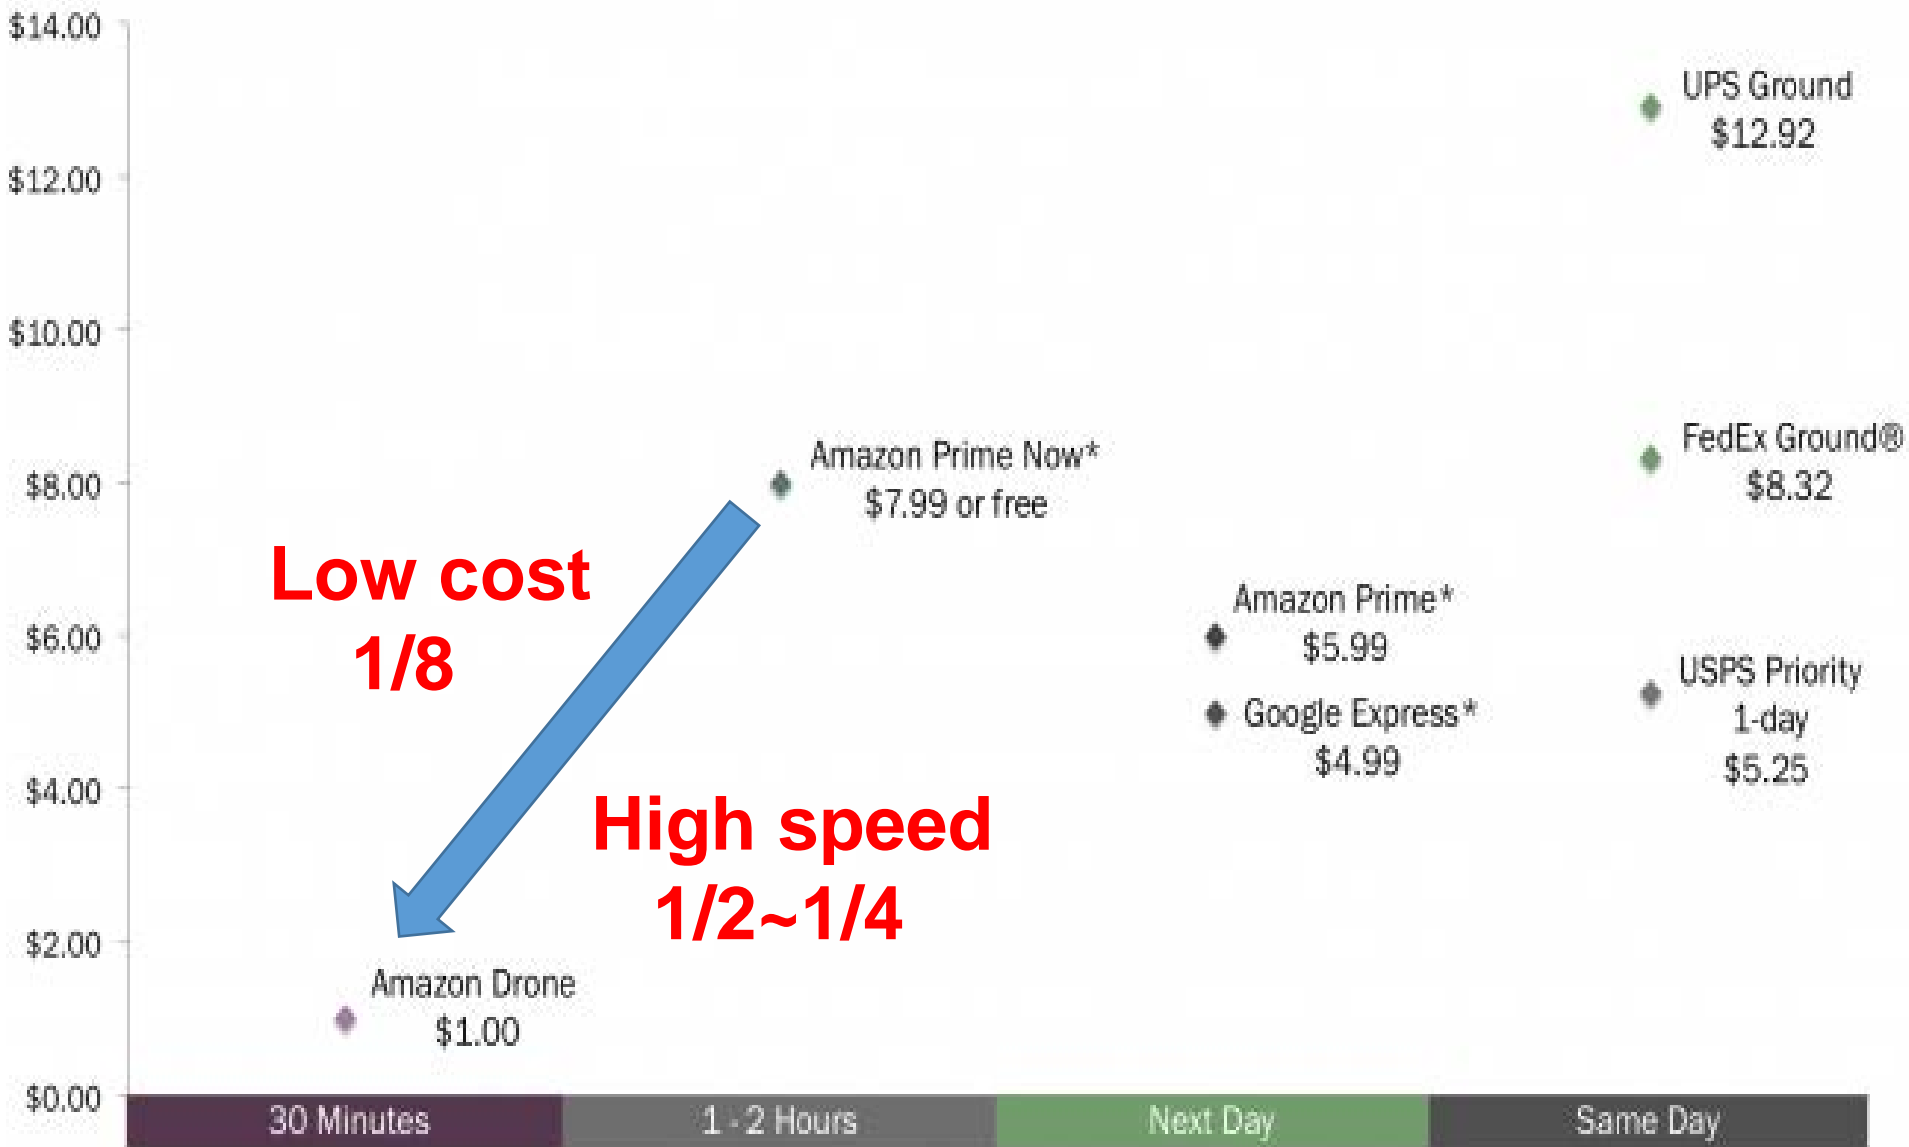 $14.00
UPS Ground
$12.92
$12.00
$10.00
FedEx Ground®
$8.32
Amazon Prime Now*
$7.99 or free
$8.00
Low cost
1/8
Amazon Prime*
$5.99
$6.00
USPS Priority
1-day
$5.25
Google Express*
$4.99
$4.00
High speed
1/2~1/4
$2.00
Amazon Drone
$1.00
$0.00
30 Minutes
1 - 2 Hours
Next Day
Same Day